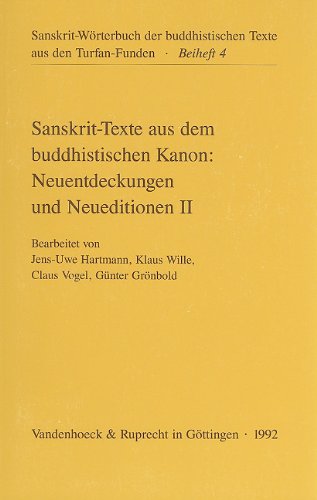 Sanskrit-Wörterbuch der buddhistischen Texte
aus den Turfan-Funden · Beiheft 4
Sanskrit-Texte aus dem
buddhistischen Kanon:
Neuentdeckungen
und Neueditionen II
Bearbeitet von
Jens-Uwe Hartmann, Klaus Wille,
Claus Vogel, Günter Grönbold
Vandenhoeck & Ruprecht in Göttingen · 1992